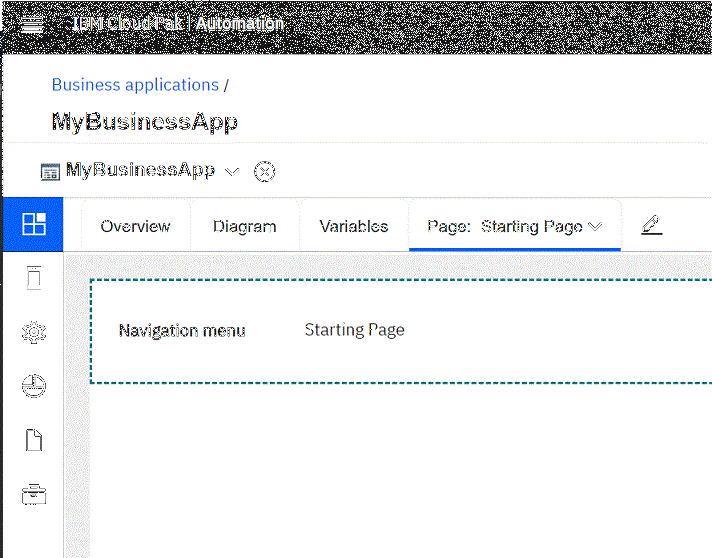 IBM Cloud Pak | Automation
Business applications /
MyBusinessApp
MyBusinessApp
Overview Diagram Variables Page: Starting Page
Navigation menu Starting Page